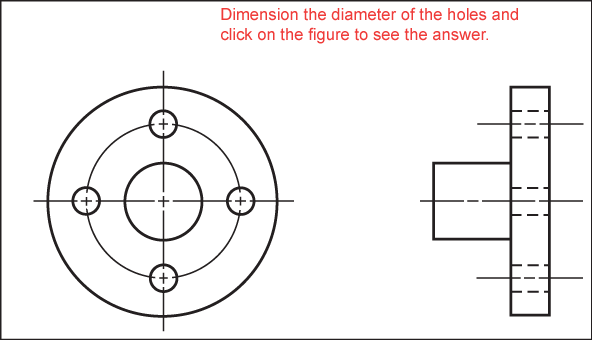 Dimension the diameter of the holes and
click on the figure to see the answer.